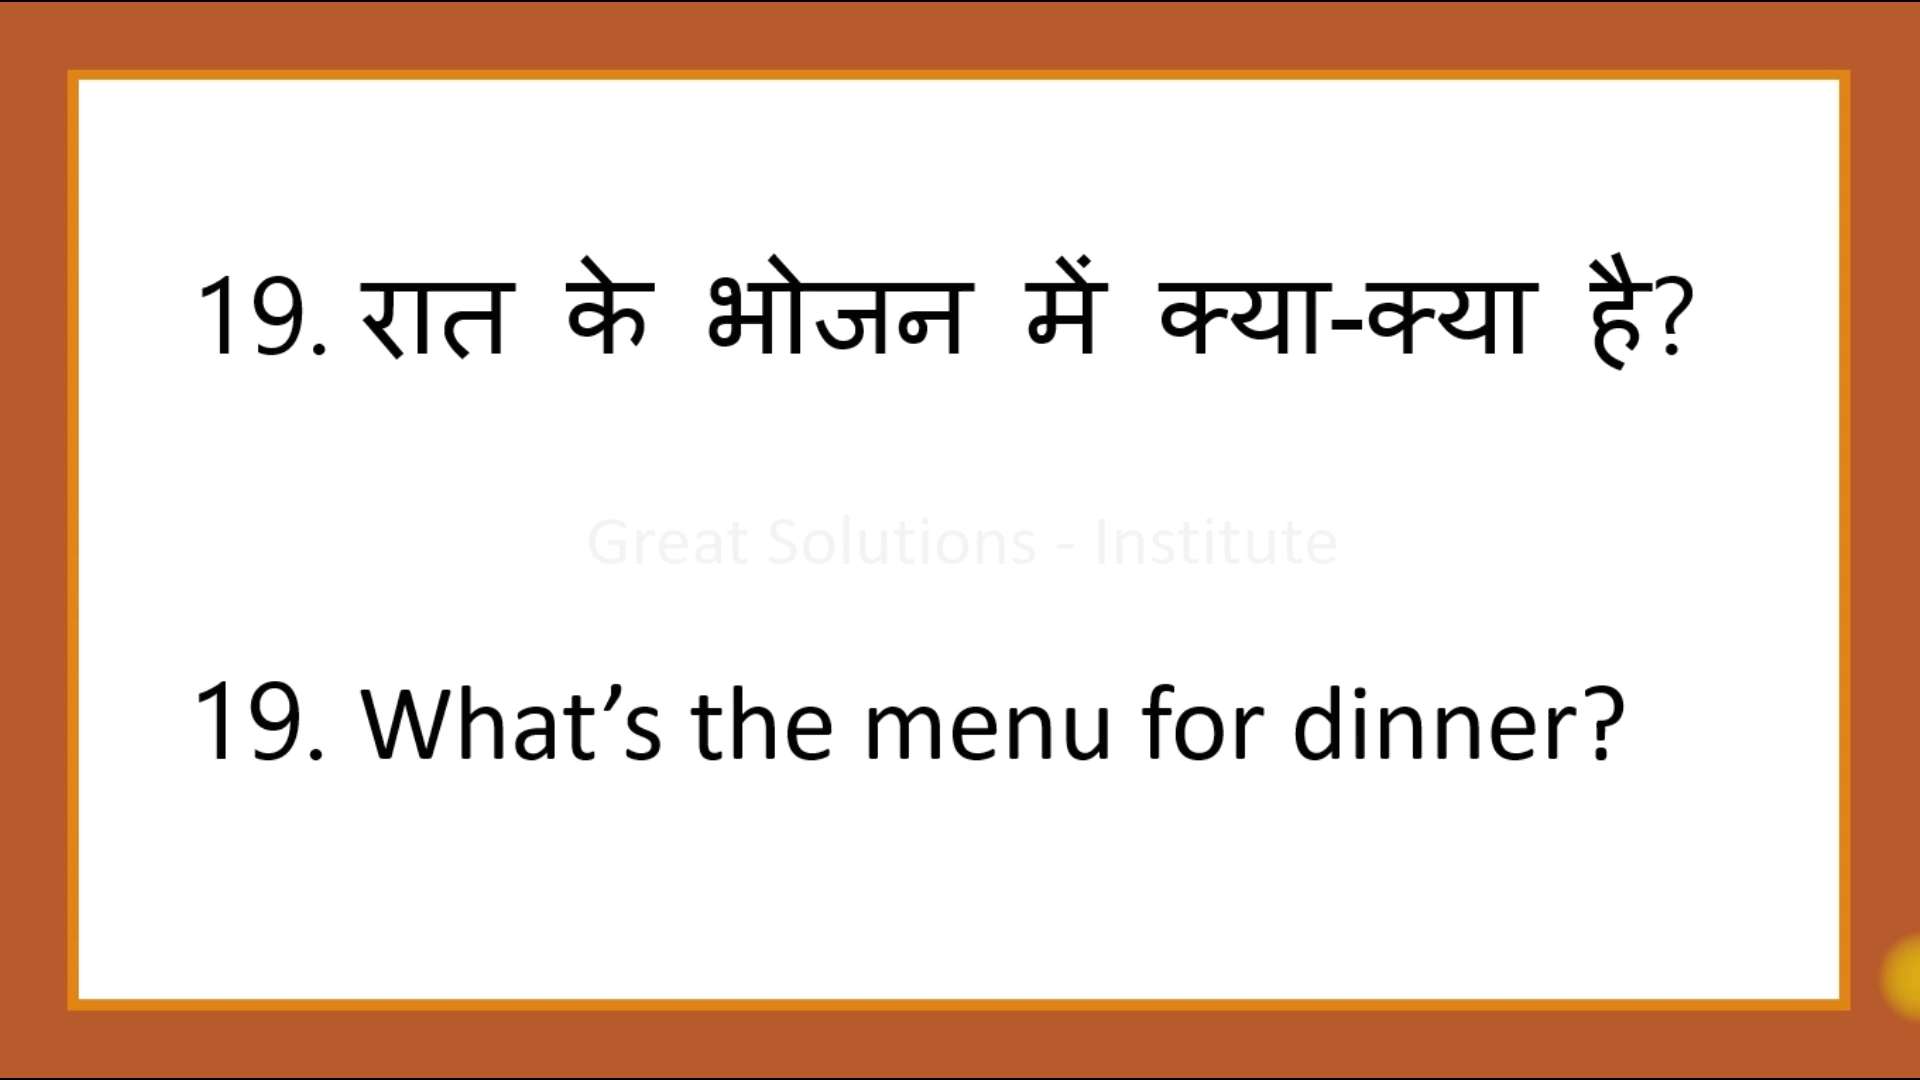 19. रात के भोजन में क्या-क्या है?
Great Solutions - Institute
19. What’s the menu for dinner?